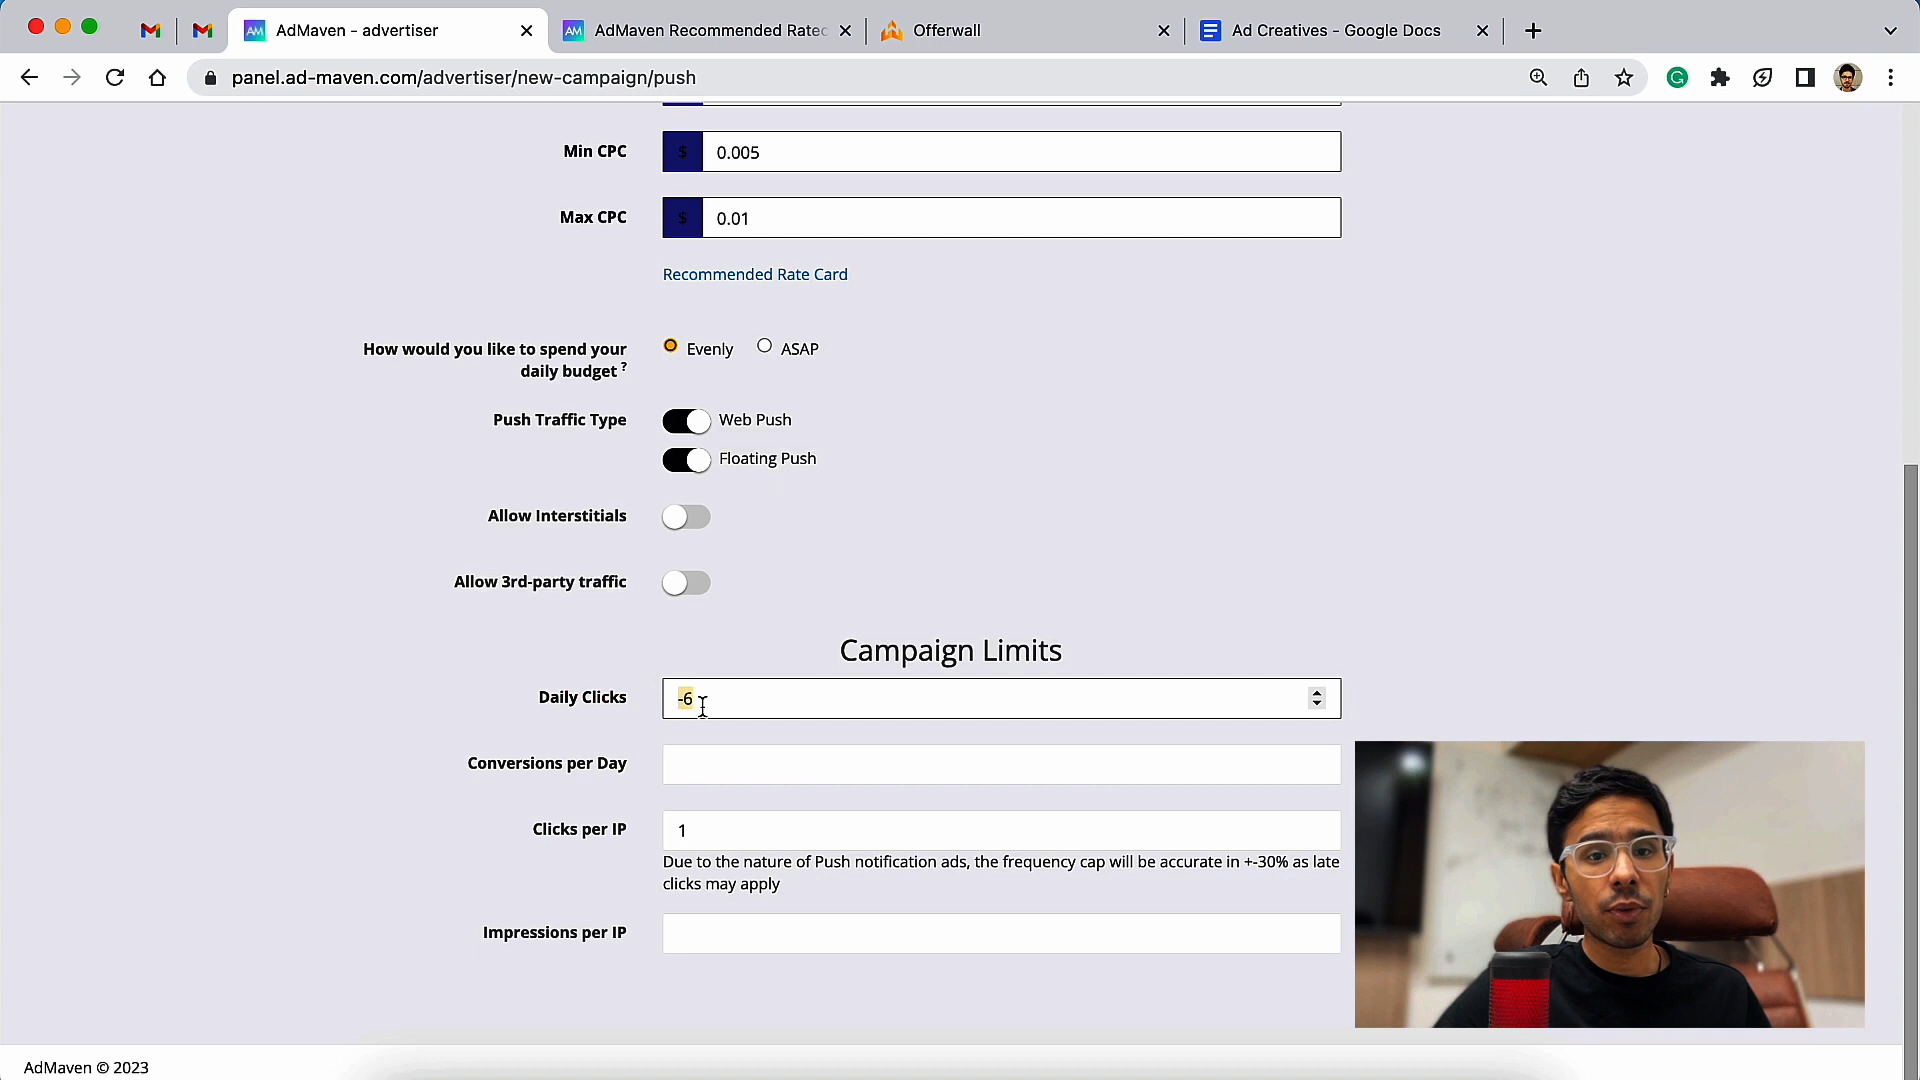 AdMaven - advertiser
AdMaven Recommended Ratec
Offerwall
Ad Creatives - Google Docs
panel.ad-maven.com/advertiser/new-campaign/push
Min CPC
$ 0.005
Max CPC
$ 0.01
Recommended Rate Card
How would you like to spend your
daily budget ?
Evenly
ASAP
Push Traffic Type
Web Push
Floating Push
Allow Interstitials
Allow 3rd-party traffic
Campaign Limits
Daily Clicks
-6
Conversions per Day
Clicks per IP
1
Due to the nature of Push notification ads, the frequency cap will be accurate in +-30% as late
clicks may apply
Impressions per IP
AdMaven © 2023